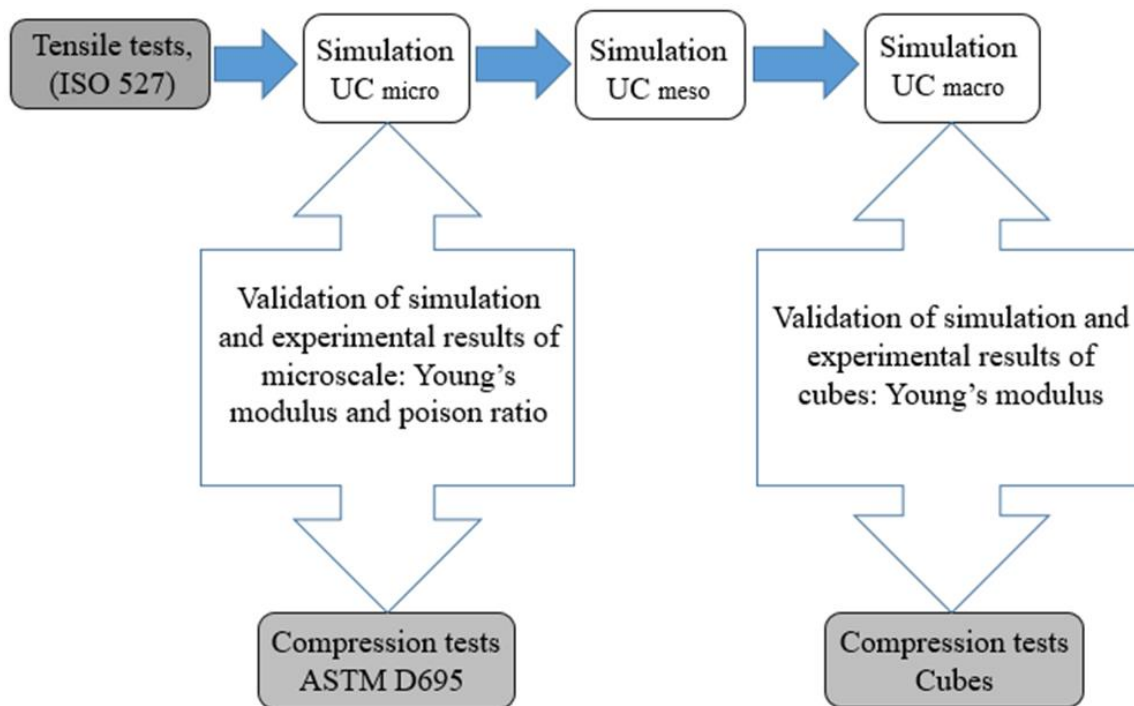 Tensile tests,
(ISO 527)
Simulation
UC micro
Simulation
UC meso
Simulation
UC macro
Validation of simulation
and experimental results of
microscale: Young’s
modulus and poison ratio
Validation of simulation and
experimental results of
cubes: Young’s modulus
Compression tests
ASTM D695
Compression tests
Cubes